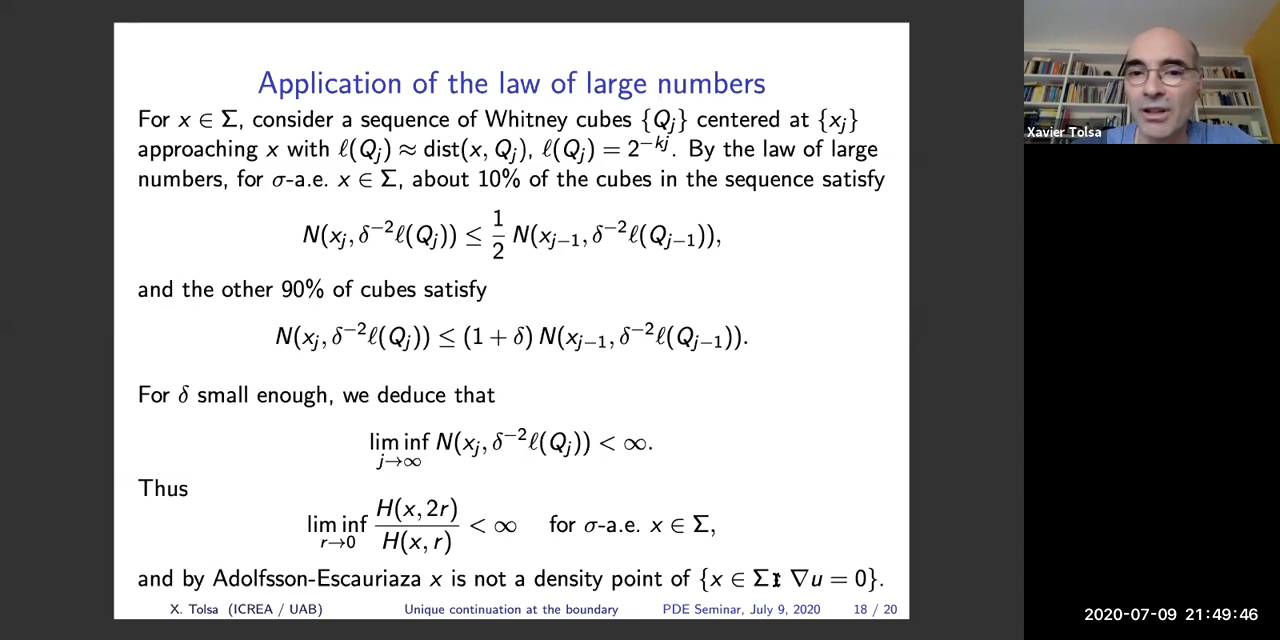 Application of the law of large numbers
For x ∈ Σ, consider a sequence of Whitney cubes {Q_j} centered at {x_j}
approaching x with ℓ(Q_j) ≈ dist(x, Q_j), ℓ(Q_j) = 2^{-kj}. By the law of large
numbers, for σ-a.e. x ∈ Σ, about 10% of the cubes in the sequence satisfy
N(x_j, δ^{-2}ℓ(Q_j)) ≤ \frac{1}{2} N(x_{j-1}, δ^{-2}ℓ(Q_{j-1})),
and the other 90% of cubes satisfy
N(x_j, δ^{-2}ℓ(Q_j)) ≤ (1 + δ) N(x_{j-1}, δ^{-2}ℓ(Q_{j-1})).
For δ small enough, we deduce that
\liminf_{j→∞} N(x_j, δ^{-2}ℓ(Q_j)) < ∞.
Thus
\liminf_{r→0} \frac{H(x, 2r)}{H(x, r)} < ∞ for σ-a.e. x ∈ Σ,
and by Adolfsson-Escauriaza x is not a density point of {x ∈ Σ : ∇u = 0}.
X. Tolsa (ICREA / UAB) Unique continuation at the boundary PDE Seminar, July 9, 2020 18 / 20
Xavier Tolsa
2020-07-09 21:49:46